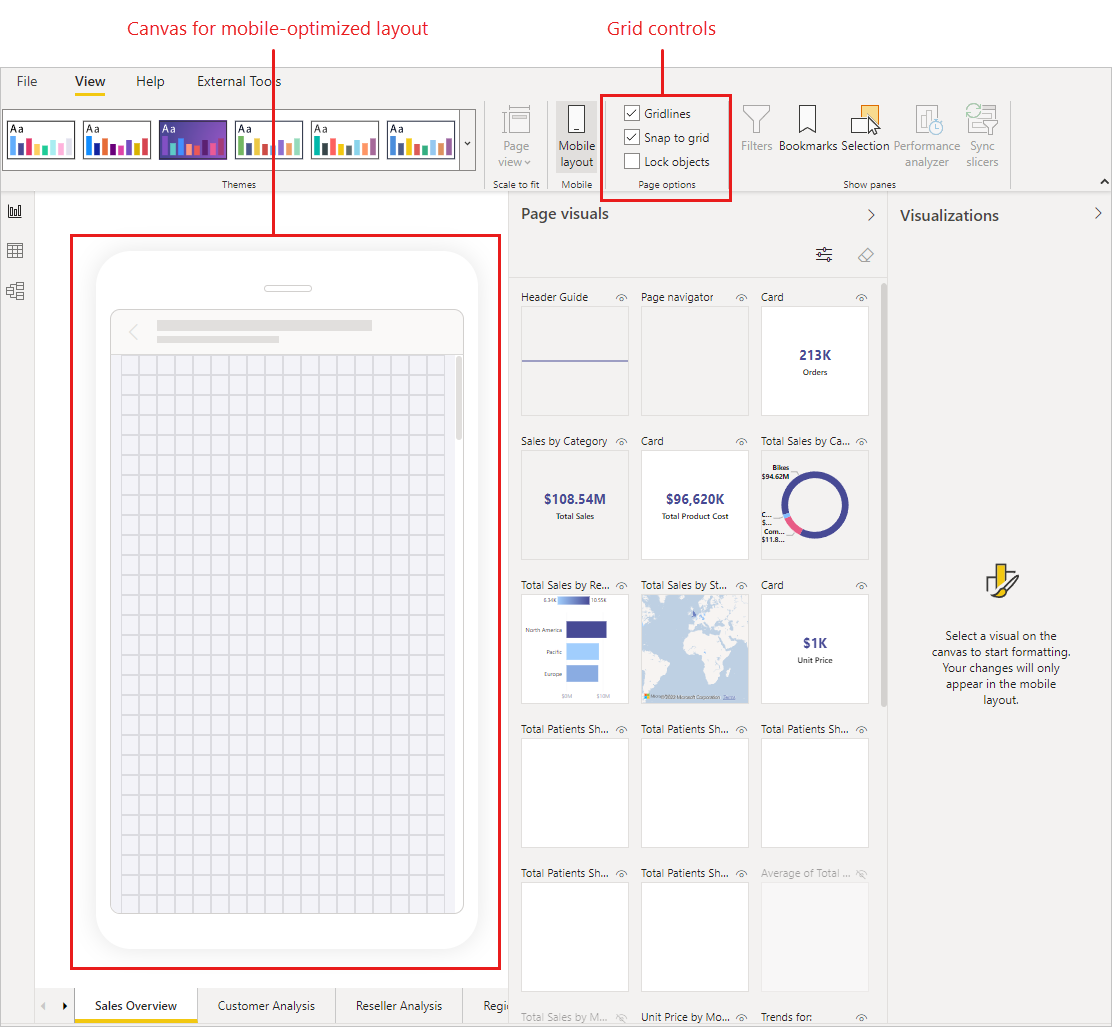 Canvas for mobile-optimized layout
Grid controls
File
View
Help
External Tools
Aa
Aa
Aa
Aa
Aa
Aa
Themes
Page
view
Scale to fit
Mobile
layout
Mobile
Gridlines
Snap to grid
Lock objects
Page options
Filters
Bookmarks
Selection
Performance
analyzer
Sync
slicers
Show panes
Page visuals
Visualizations
Header Guide
Page navigator
Card
213K
Orders
Sales by Category
Card
Total Sales by Ca...
$108.54M
Total Sales
$96,620K
Total Product Cost
Bikes
$94.62M
C...
$...
Com...
$11.8...
Total Sales by Re...
Total Sales by St...
Card
8.34k
10.55k
North America
Pacific
Europe
$0M
$10M
Microsoft Corporation
Terms
$1K
Unit Price
Select a visual on the
canvas to start formatting.
Your changes will only
appear in the mobile
layout.
Total Patients Sh...
Total Patients Sh...
Total Patients Sh...
Total Patients Sh...
Total Patients Sh...
Average of Total ...
Total Sales by M...
Unit Price by Mo...
Trends for:
Sales Overview
Customer Analysis
Reseller Analysis
Regi